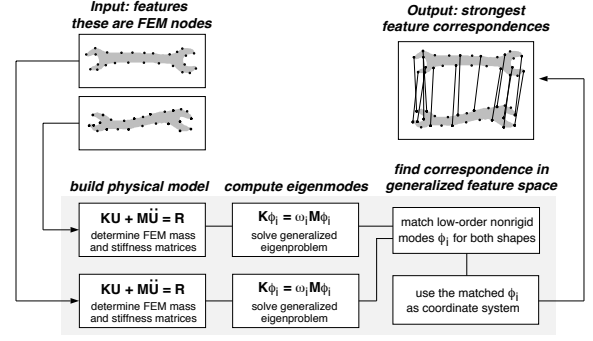 Input: features
these are FEM nodes
Output: strongest
feature correspondences
build physical model
compute eigenmodes
find correspondence in
generalized feature space
KU + MÜ = R
determine FEM mass
and stiffness matrices
Kϕi = ωiMϕi
solve generalized
eigenproblem
match low-order nonrigid
modes ϕi for both shapes
KU + MÜ = R
determine FEM mass
and stiffness matrices
Kϕi = ωiMϕi
solve generalized
eigenproblem
use the matched ϕi
as coordinate system